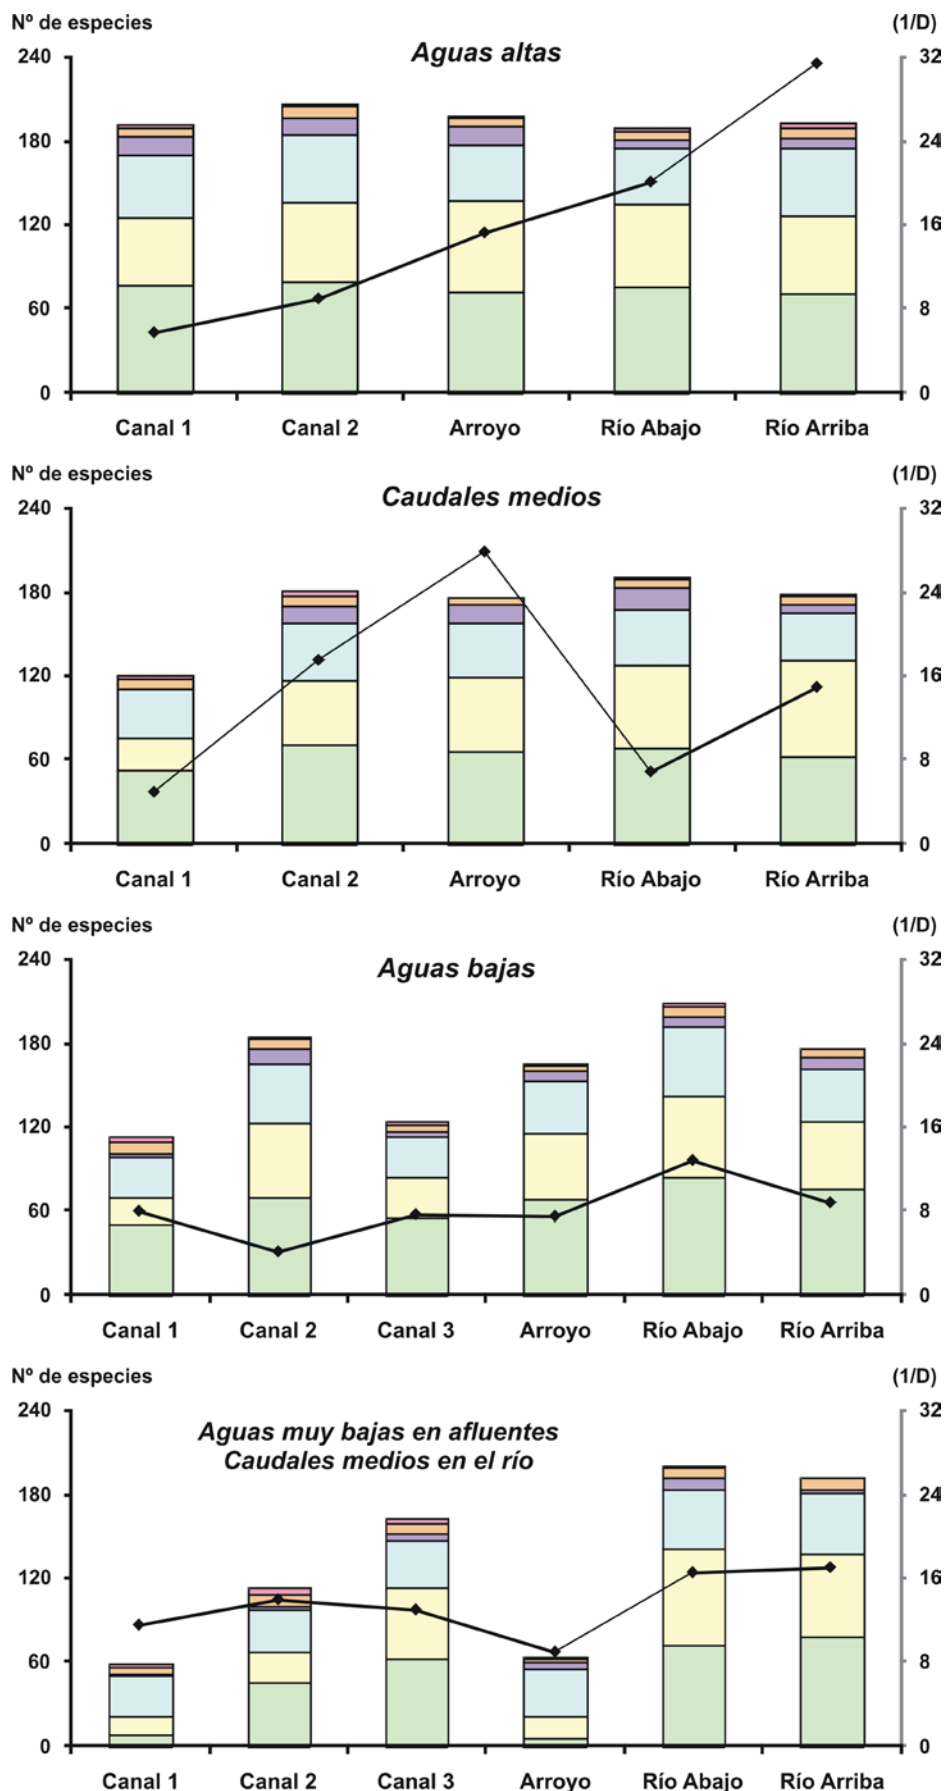 Nº de especies (1/D)
Aguas altas
240 32
180 24
120 16
60 8
0 0
Canal 1 Canal 2 Arroyo Río Abajo Río Arriba
Nº de especies (1/D)
Caudales medios
240 32
180 24
120 16
60 8
0 0
Canal 1 Canal 2 Arroyo Río Abajo Río Arriba
Nº de especies (1/D)
Aguas bajas
240 32
180 24
120 16
60 8
0 0
Canal 1 Canal 2 Canal 3 Arroyo Río Abajo Río Arriba
Nº de especies (1/D)
240 32
Aguas muy bajas en afluentes
Caudales medios en el río
180 24
120 16
60 8
0 0
Canal 1 Canal 2 Canal 3 Arroyo Río Abajo Río Arriba